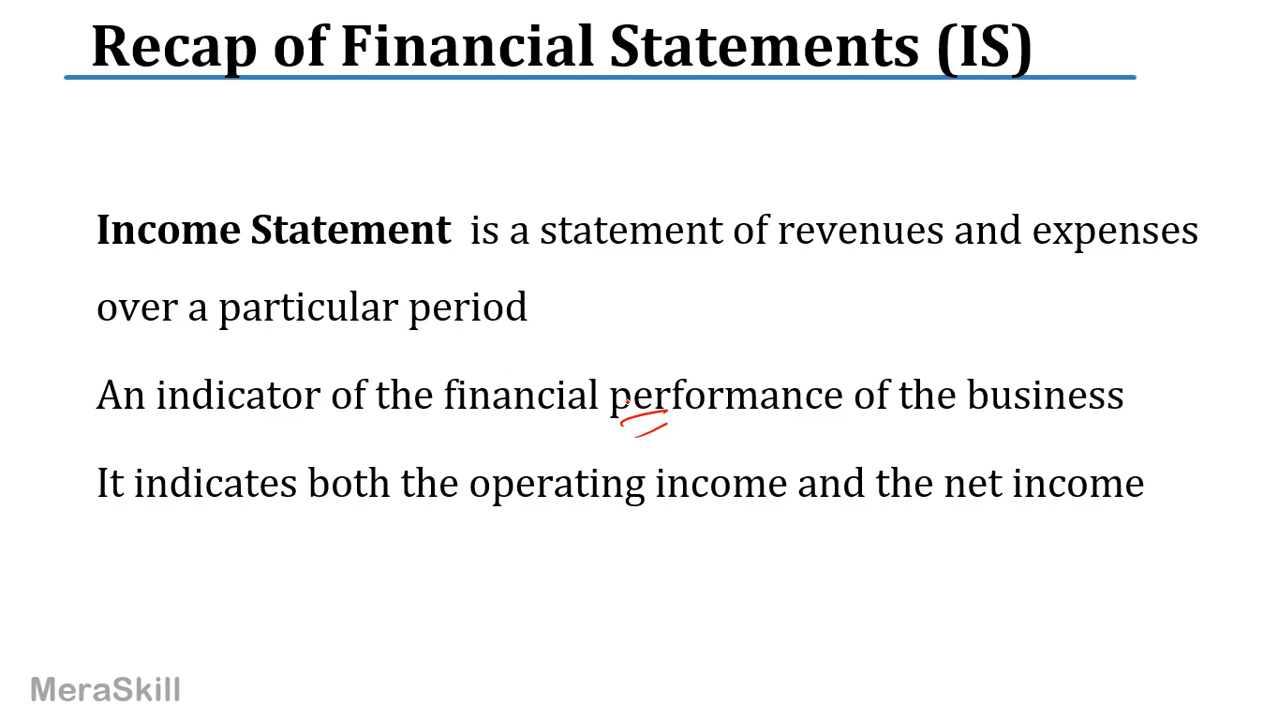 Recap of Financial Statements (IS)
Income Statement is a statement of revenues and expenses
over a particular period
An indicator of the financial performance of the business
It indicates both the operating income and the net income
MeraSkill